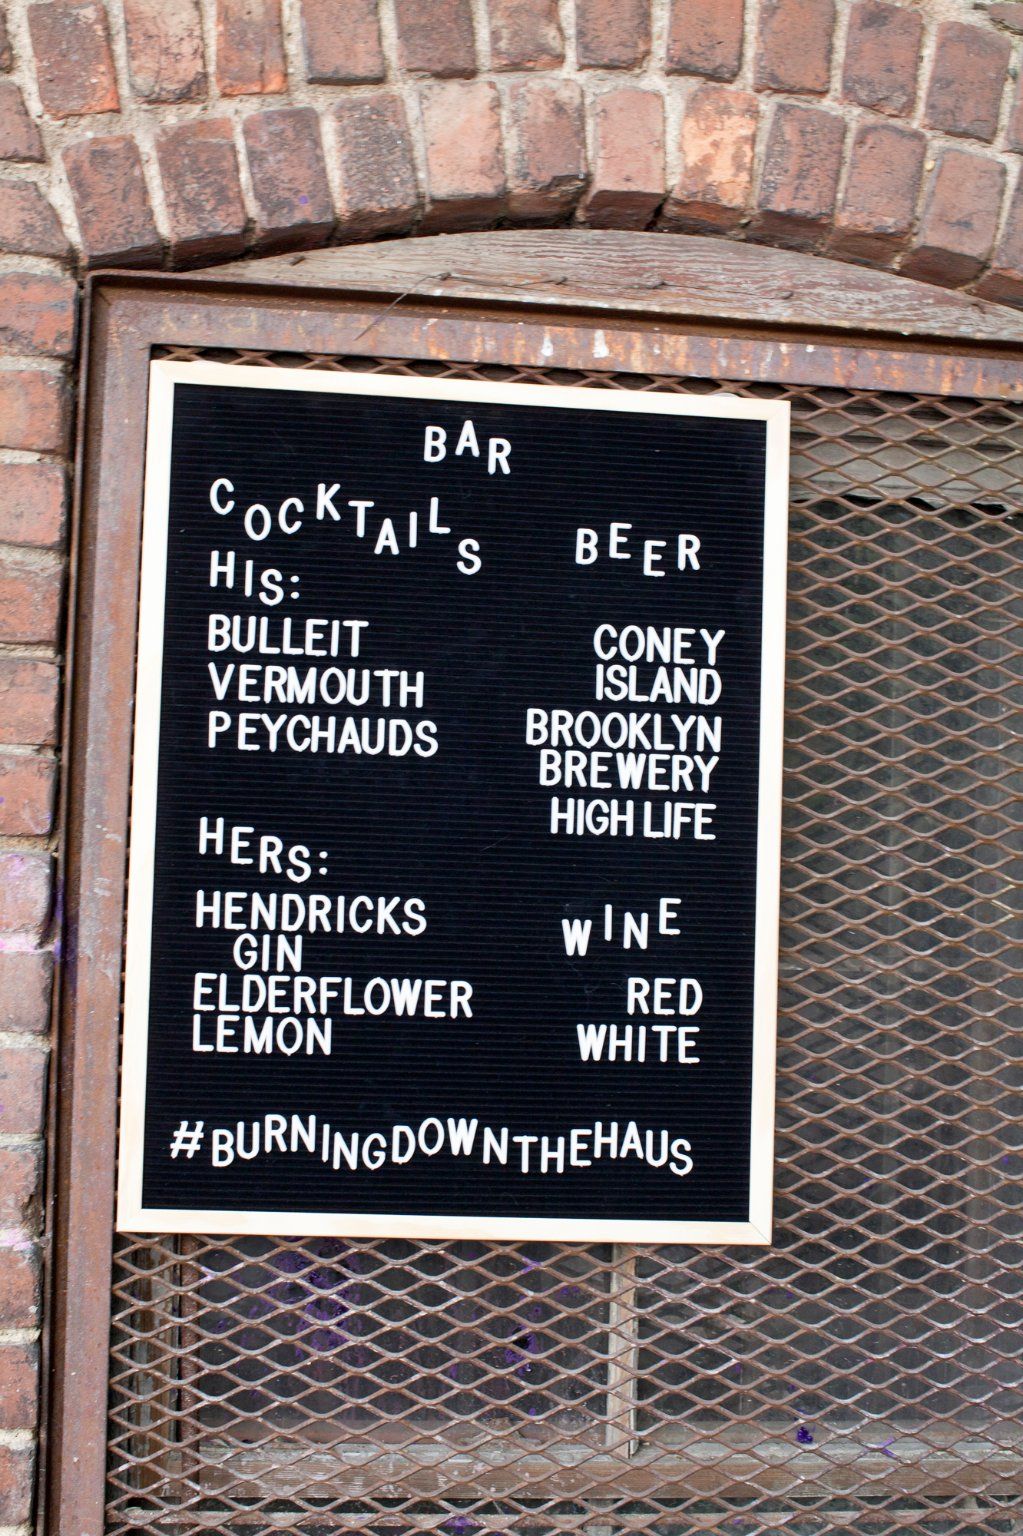 BAR
COCKTAILS
HIS:
BULLEIT
VERMOUTH
PEYCHAUDS
HERS:
HENDRICKS
GIN
ELDERFLOWER
LEMON
BEER
CONEY
ISLAND
BROOKLYN
BREWERY
HIGH LIFE
WINE
RED
WHITE
#BURNINGDOWNTHEHAUS